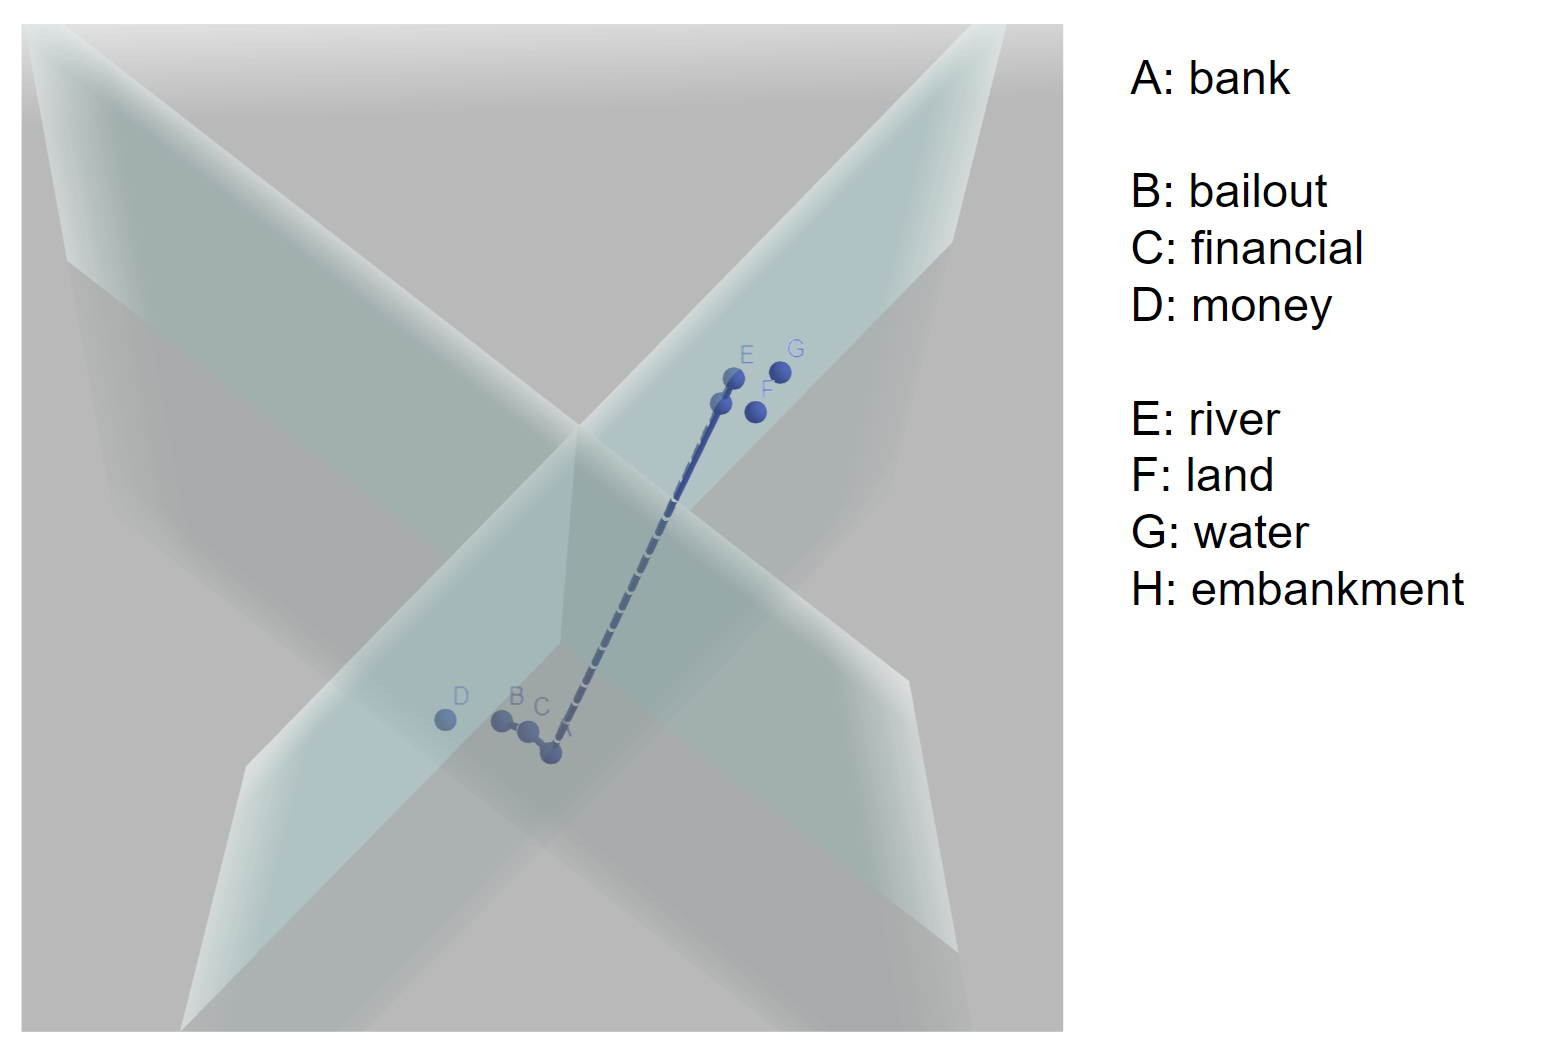 A: bank
B: bailout
C: financial
D: money
E: river
F: land
G: water
H: embankment
E
G
F
D
B
C